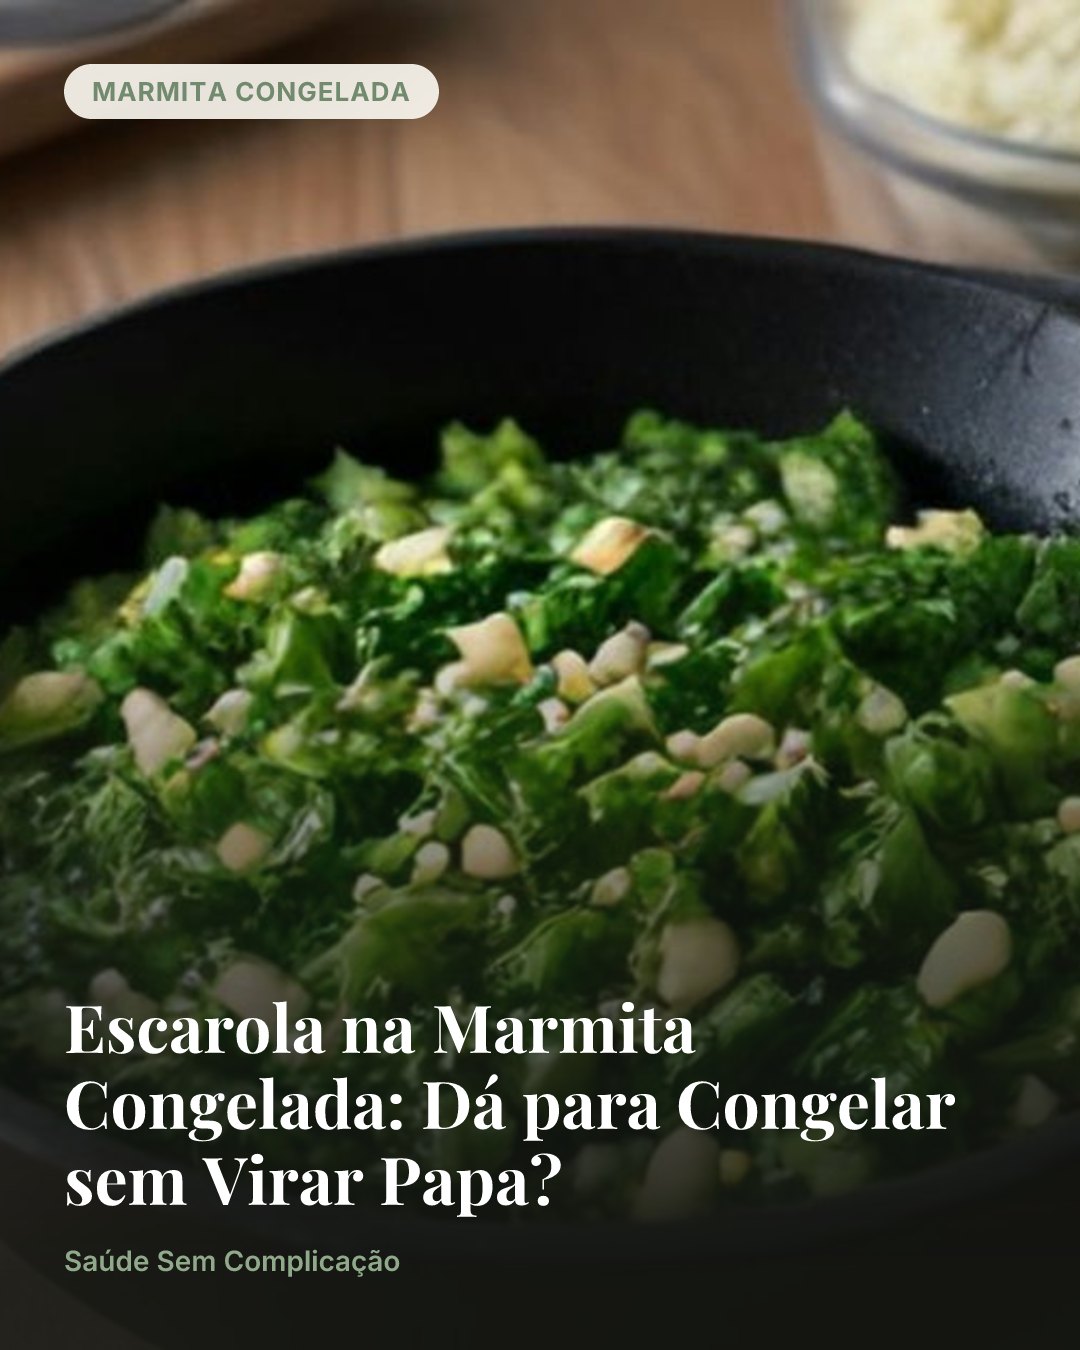 MARMITA CONGELADA
Escarola na Marmita
Congelada: Dá para Congelar
sem Virar Papa?
Saúde Sem Complicação